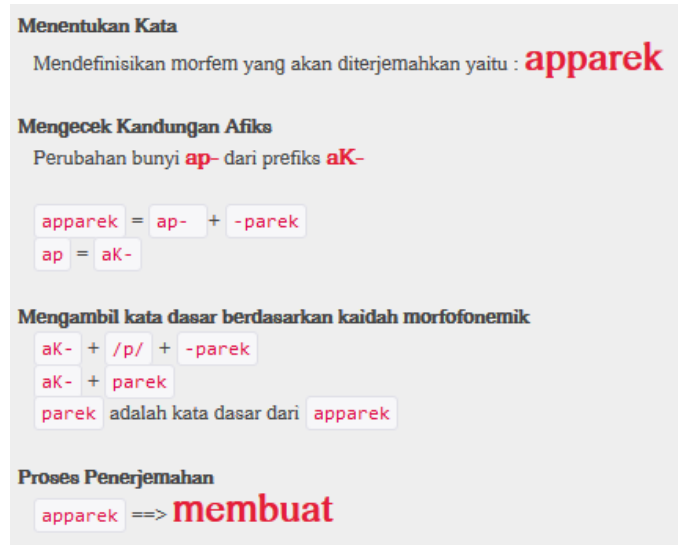 Menentukan Kata
Mendefinisikan morfem yang akan diterjemahkan yaitu : apparek
Mengecek Kandungan Afiks
Perubahan bunyi ap- dari prefiks aK-
apparek = ap- + -parek
ap = aK-
Mengambil kata dasar berdasarkan kaidah morfofonemik
aK- + /p/ + -parek
aK- + parek
parek adalah kata dasar dari apparek
Proses Penerjemahan
apparek ==> membuat